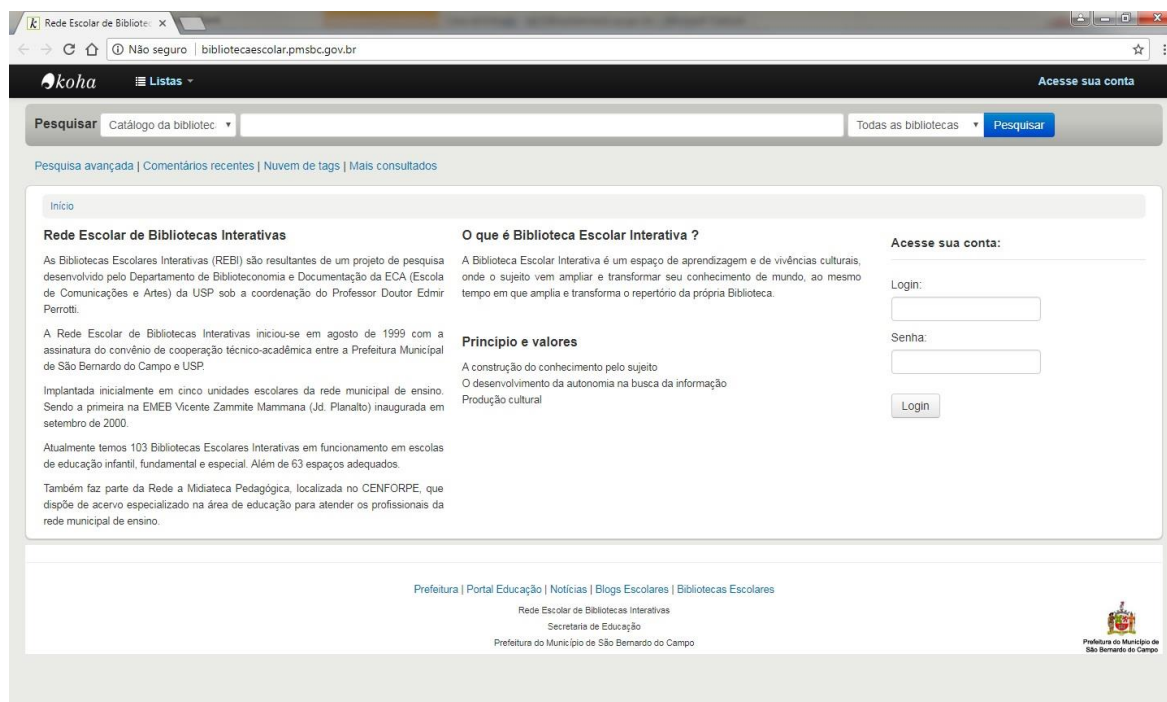 Rede Escolar de Bibliotec
Não seguro | bibliotecaescolar.pmsbc.gov.br
koha
Listas
Acesse sua conta
Pesquisar
Catálogo da bibliotec
Todas as bibliotecas
Pesquisar
Pesquisa avançada | Comentários recentes | Nuvem de tags | Mais consultados
Início
Rede Escolar de Bibliotecas Interativas
As Bibliotecas Escolares Interativas (REBI) são resultantes de um projeto de pesquisa
desenvolvido pelo Departamento de Biblioteconomia e Documentação da ECA (Escola
de Comunicações e Artes) da USP sob a coordenação do Professor Doutor Edmir
Perrotti.
A Rede Escolar de Bibliotecas Interativas iniciou-se em agosto de 1999 com a
assinatura do convênio de cooperação técnico-acadêmica entre a Prefeitura Municípal
de São Bernardo do Campo e USP.
Implantada inicialmente em cinco unidades escolares da rede municipal de ensino.
Sendo a primeira na EMEB Vicente Zammite Mammana (Jd. Planalto) inaugurada em
setembro de 2000.
Atualmente temos 103 Bibliotecas Escolares Interativas em funcionamento em escolas
de educação infantil, fundamental e especial. Além de 63 espaços adequados.
Também faz parte da Rede a Midiateca Pedagógica, localizada no CENFORPE, que
dispõe de acervo especializado na área de educação para atender os profissionais da
rede municipal de ensino.
O que é Biblioteca Escolar Interativa ?
A Biblioteca Escolar Interativa é um espaço de aprendizagem e de vivências culturais,
onde o sujeito vem ampliar e transformar seu conhecimento de mundo, ao mesmo
tempo em que amplia e transforma o repertório da própria Biblioteca.
Princípio e valores
A construção do conhecimento pelo sujeito
O desenvolvimento da autonomia na busca da informação
Produção cultural
Acesse sua conta:
Login:
Senha:
Login
Prefeitura | Portal Educação | Notícias | Blogs Escolares | Bibliotecas Escolares
Rede Escolar de Bibliotecas Interativas
Secretaria de Educação
Prefeitura do Município de São Bernardo do Campo
Prefeitura do Município de
São Bernardo do Campo